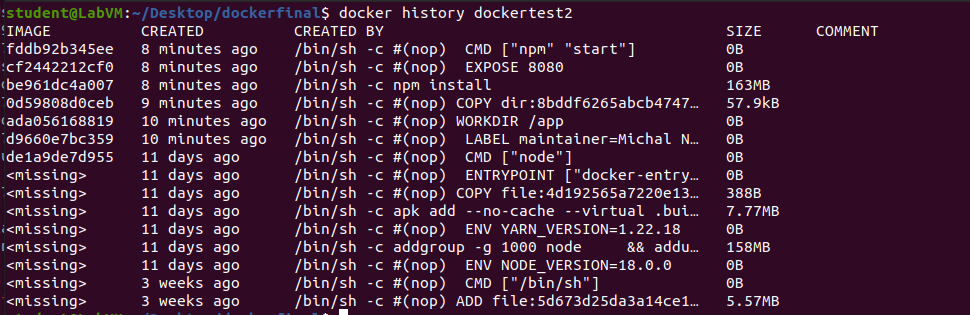 student@LabVM:~/Desktop/dockerfinal$ docker history dockertest2
IMAGE          CREATED          CREATED BY                                      SIZE      COMMENT
fddb92b345ee   8 minutes ago    /bin/sh -c #(nop)  CMD ["npm" "start"]          0B
cf2442212cf0   8 minutes ago    /bin/sh -c #(nop)  EXPOSE 8080                  0B
be961dc4a007   8 minutes ago    /bin/sh -c npm install                          163MB
0d59808d0ceb   9 minutes ago    /bin/sh -c #(nop) COPY dir:8bddf6265abcb4747…   57.9kB
ada056168819   10 minutes ago   /bin/sh -c #(nop) WORKDIR /app                  0B
d9660e7bc359   10 minutes ago   /bin/sh -c #(nop)  LABEL maintainer=Michal N…   0B
de1a9de7d955   11 days ago      /bin/sh -c #(nop)  CMD ["node"]                 0B
<missing>      11 days ago      /bin/sh -c #(nop)  ENTRYPOINT ["docker-entry…   0B
<missing>      11 days ago      /bin/sh -c #(nop) COPY file:4d192565a7220e13…   388B
<missing>      11 days ago      /bin/sh -c apk add --no-cache --virtual .bui…   7.77MB
<missing>      11 days ago      /bin/sh -c #(nop)  ENV YARN_VERSION=1.22.18     0B
<missing>      11 days ago      /bin/sh -c addgroup -g 1000 node     && addu…   158MB
<missing>      11 days ago      /bin/sh -c #(nop)  ENV NODE_VERSION=18.0.0      0B
<missing>      3 weeks ago      /bin/sh -c #(nop)  CMD ["/bin/sh"]              0B
<missing>      3 weeks ago      /bin/sh -c #(nop) ADD file:5d673d25da3a14ce1…   5.57MB